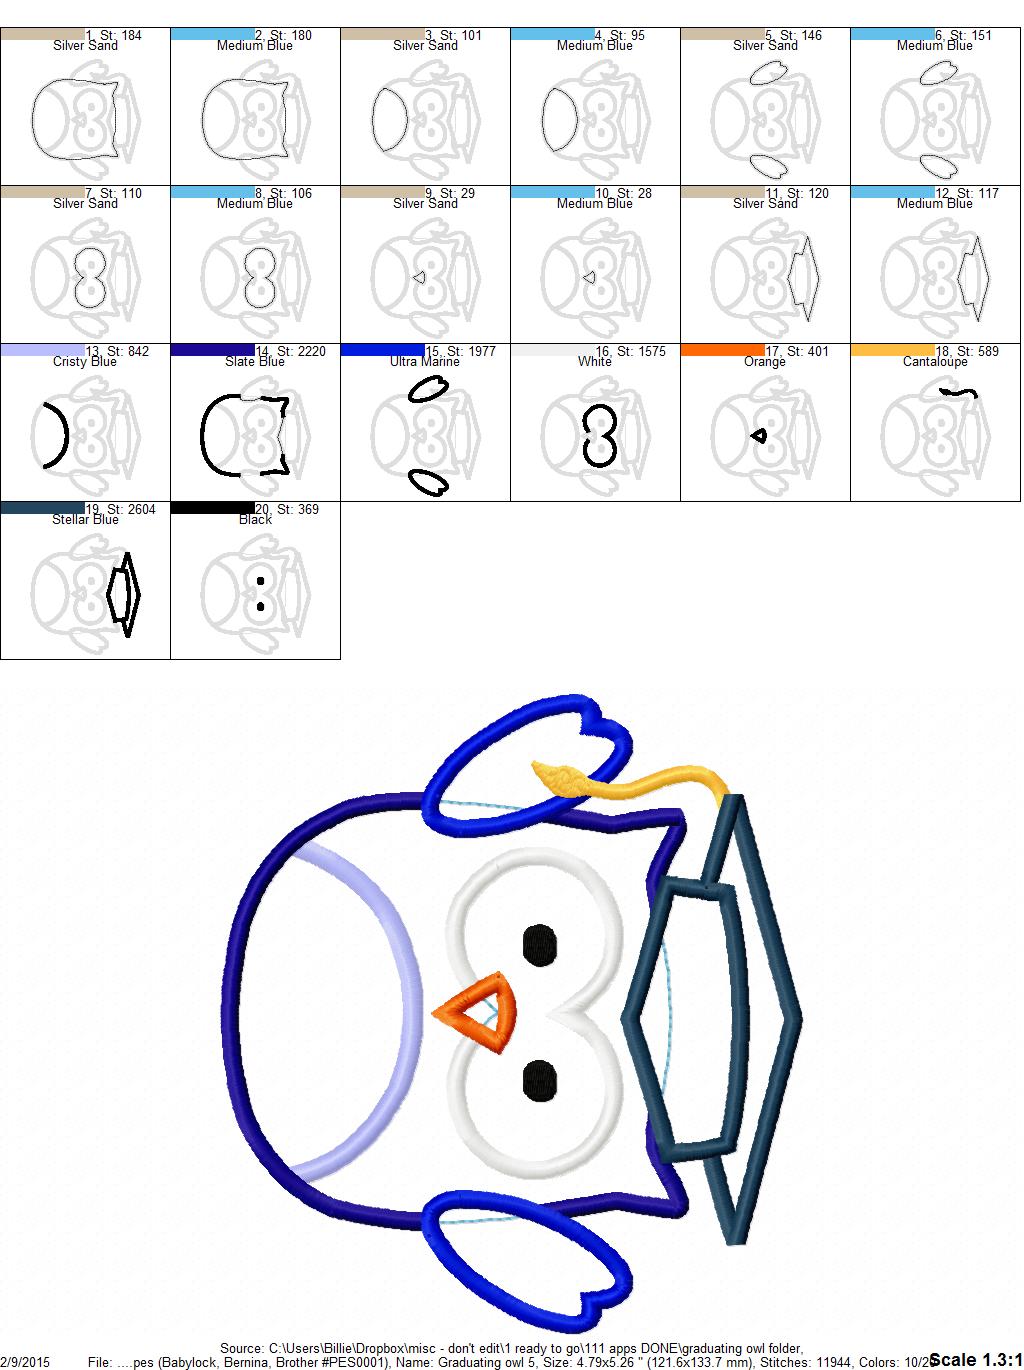 1, St: 184
Silver Sand
2, St: 180
Medium Blue
3, St: 101
Silver Sand
4, St: 95
Medium Blue
5, St: 146
Silver Sand
6, St: 151
Medium Blue
7, St: 110
Silver Sand
8, St: 106
Medium Blue
9, St: 29
Silver Sand
10, St: 28
Medium Blue
11, St: 120
Silver Sand
12, St: 117
Medium Blue
13, St: 842
Cristy Blue
14, St: 2220
Slate Blue
15, St: 1977
Ultra Marine
16, St: 1575
White
17, St: 401
Orange
18, St: 589
Cantaloupe
19, St: 2604
Stellar Blue
20, St: 369
Black
Source: C:\Users\Billie\Dropbox\misc - don't edit\1 ready to go\111 apps DONE\graduating owl folder,
2/9/2015 File: ....pes (Babylock, Bernina, Brother #PES0001), Name: Graduating owl 5, Size: 4.79x5.26 " (121.6x133.7 mm), Stitches: 11944, Colors: 10/2 Scale 1.3:1